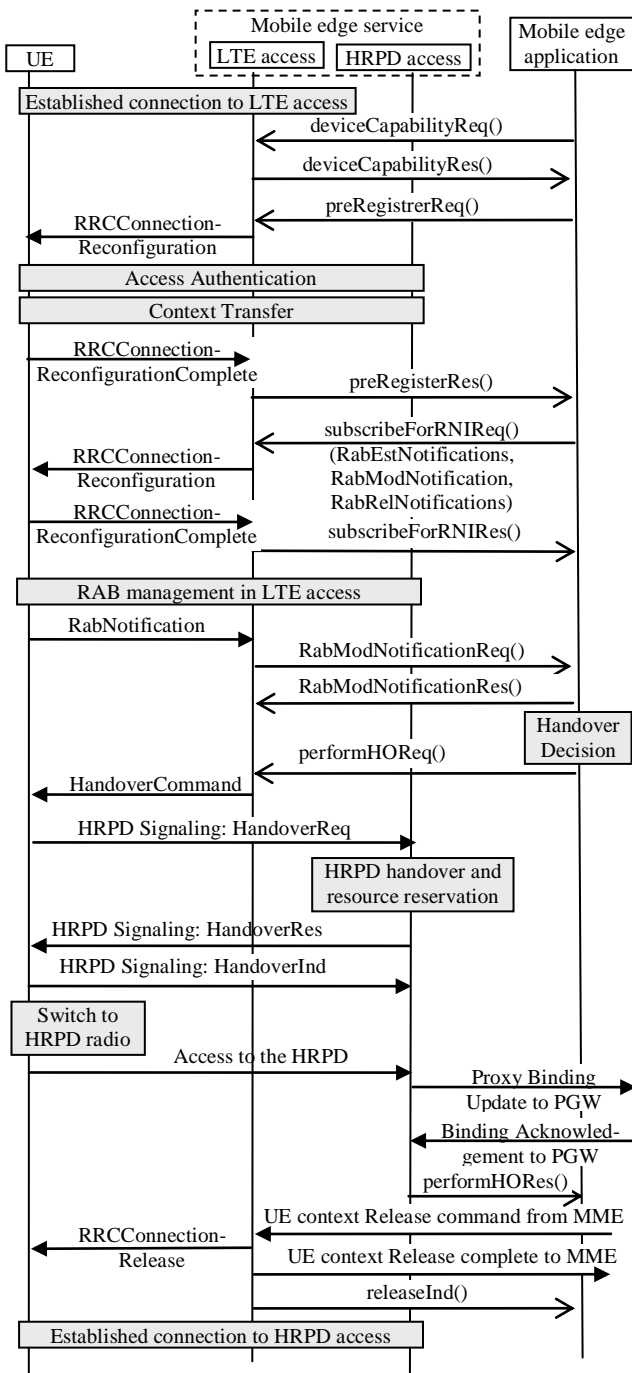 Mobile edge service
Mobile edge
application
UE
LTE access
HRPD access
Established connection to LTE access
deviceCapabilityReq()
deviceCapabilityRes()
preRegistrerReq()
RRCConnection-
Reconfiguration
Access Authentication
Context Transfer
RRCConnection-
ReconfigurationComplete
preRegisterRes()
subscribeForRNIReq()
(RabEstNotifications,
RabModNotification,
RabRelNotifications)
RRCConnection-
Reconfiguration
RRCConnection-
ReconfigurationComplete
subscribeForRNIRes()
RAB management in LTE access
RabNotification
RabModNotificationReq()
RabModNotificationRes()
Handover
Decision
performHOReq()
HandoverCommand
HRPD Signaling: HandoverReq
HRPD handover and
resource reservation
HRPD Signaling: HandoverRes
HRPD Signaling: HandoverInd
Switch to
HRPD radio
Access to the HRPD
Proxy Binding
Update to PGW
Binding Acknowled-
gement to PGW
performHORes()
UE context Release command from MME
RRCConnection-
Release
UE context Release complete to MME
releaseInd()
Established connection to HRPD access